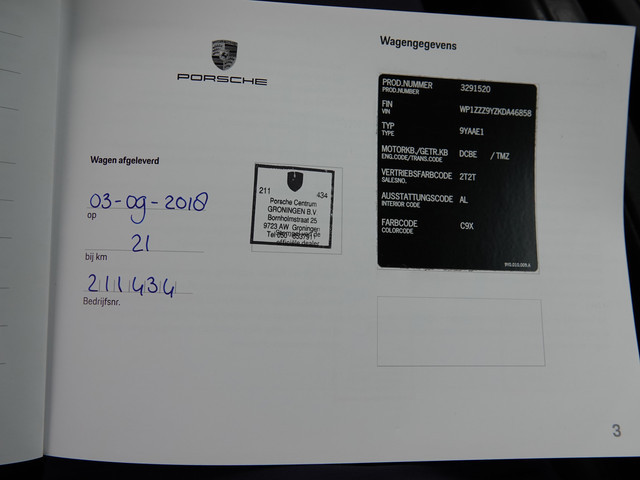 PORSCHE
Wagen afgeleverd
03-09-2018
op
21
bij km
211434
Bedrijfsnr.
211 434
Porsche Centrum
GRONINGEN B.V.
Bornholmstraat 25
9723 AW Groningen
Wagengegevens
PROD.NUMMER 3291520
PROD.NUMBER
FIN WP1ZZZ9YZKDA46858
VIN
TYP 9YAAE1
TYPE
MOTORKB./GETR.KB DCBE / TMZ
ENG.CODE/TRANS.CODE
VERTRIEBSFARBCODE 2T2T
SALESNO.
AUSSTATTUNGSCODE AL
INTERIOR CODE
FARBCODE C9X
COLORCODE
3